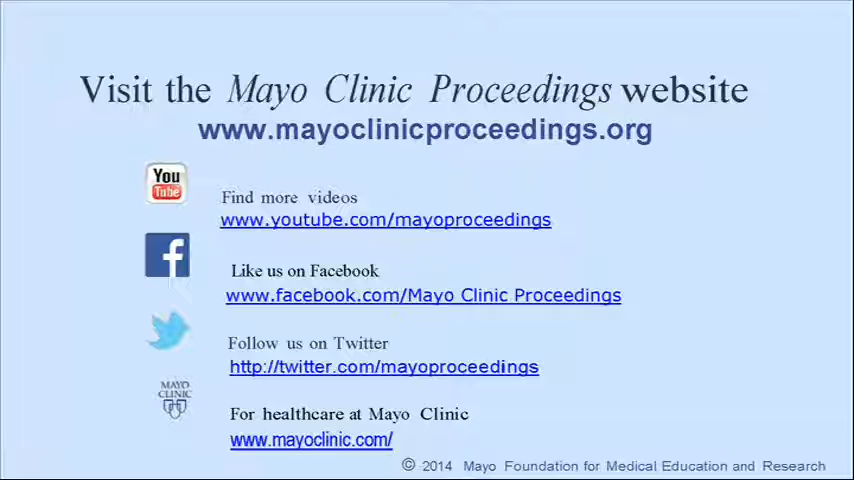 Visit the Mayo Clinic Proceedings website
www.mayoclinicproceedings.org
You
Tube
Find more videos
www.youtube.com/mayoproceedings
f
Like us on Facebook
www.facebook.com/Mayo Clinic Proceedings
Follow us on Twitter
http://twitter.com/mayoproceedings
MAYO
CLINIC
For healthcare at Mayo Clinic
www.mayoclinic.com/
© 2014 Mayo Foundation for Medical Education and Research